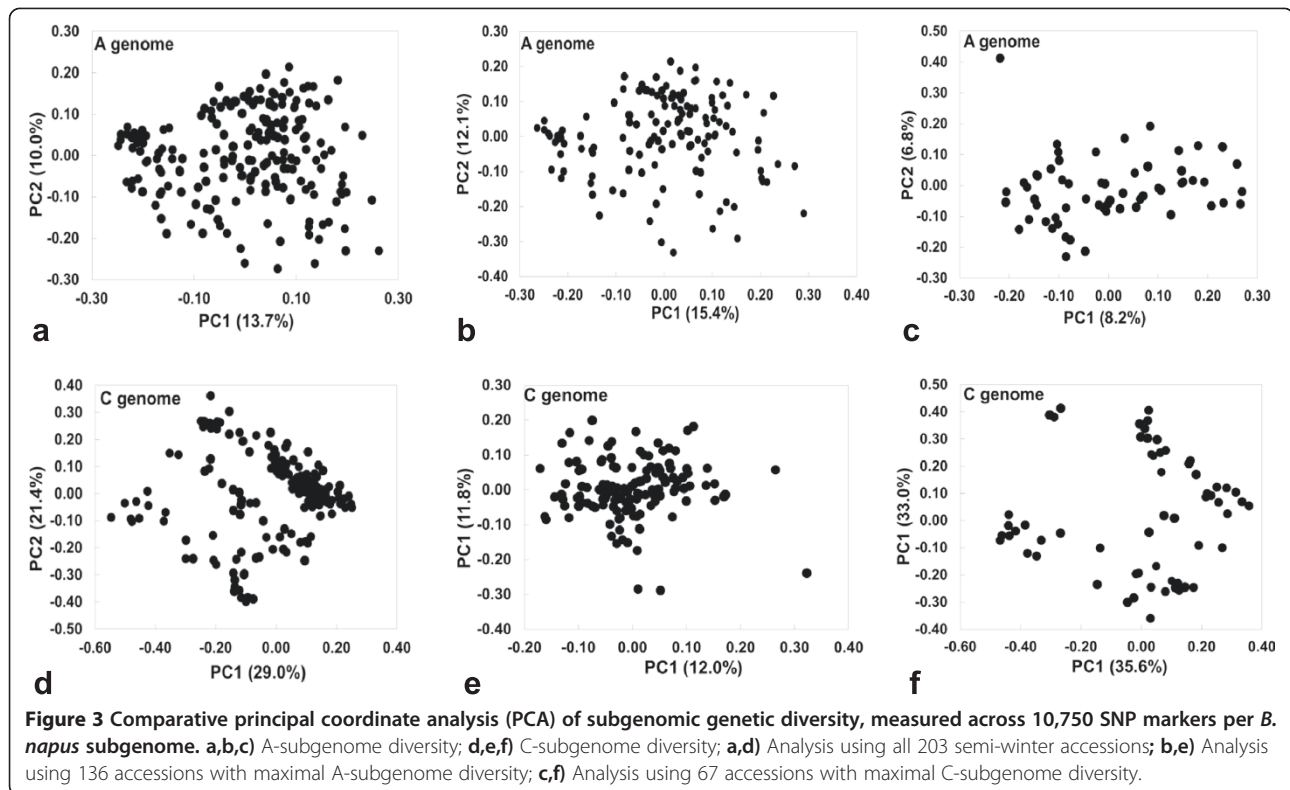 0.30
0.20
0.10
0.00
-0.10
-0.20
-0.30
A genome
PC2 (10.0%)
-0.30 -0.10 0.10 0.30
PC1 (13.7%)
a
0.30
0.20
0.10
0.00
-0.10
-0.20
-0.30
-0.40
A genome
PC2 (12.1%)
-0.30 -0.20 -0.10 0.00 0.10 0.20 0.30 0.40
PC1 (15.4%)
b
0.50
0.40
0.30
0.20
0.10
0.00
-0.10
-0.20
-0.30
A genome
PC2 (6.8%)
-0.30 -0.20 -0.10 0.00 0.10 0.20 0.30
PC1 (8.2%)
c
0.40
0.30
0.20
0.10
0.00
-0.10
-0.20
-0.30
-0.40
-0.50
C genome
PC2 (21.4%)
-0.60 -0.40 -0.20 0.00 0.20 0.40
PC1 (29.0%)
d
0.30
0.20
0.10
0.00
-0.10
-0.20
-0.30
-0.40
C genome
PC1 (11.8%)
-0.20 -0.10 0.00 0.10 0.20 0.30 0.40
PC1 (12.0%)
e
0.50
0.40
0.30
0.20
0.10
0.00
-0.10
-0.20
-0.30
-0.40
C genome
PC1 (33.0%)
-0.60 -0.40 -0.20 0.00 0.20 0.40
PC1 (35.6%)
f
Figure 3 Comparative principal coordinate analysis (PCA) of subgenomic genetic diversity, measured across 10,750 SNP markers per B.
napus subgenome. a,b,c) A-subgenome diversity; d,e,f) C-subgenome diversity; a,d) Analysis using all 203 semi-winter accessions; b,e) Analysis
using 136 accessions with maximal A-subgenome diversity; c,f) Analysis using 67 accessions with maximal C-subgenome diversity.